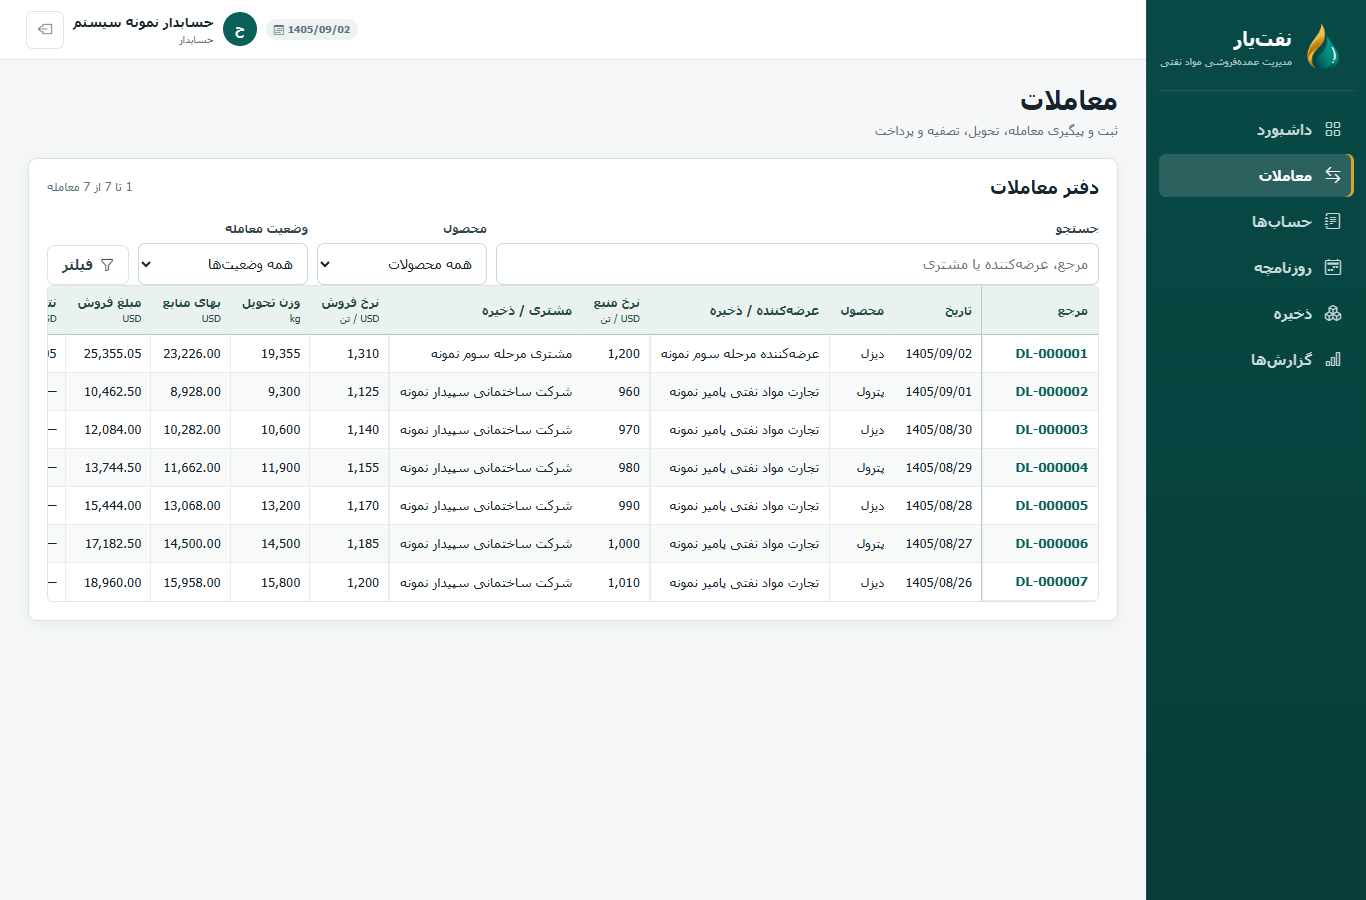 نفت‌یار
مدیریت عمده‌فروشی مواد نفتی
داشبورد
معاملات
حساب‌ها
روزنامچه
ذخیره
گزارش‌ها
1405/09/02
ح
حسابدار نمونه سیستم
حسابدار
معاملات
ثبت و پیگیری معامله، تحویل، تصفیه و پرداخت
دفتر معاملات
1 تا 7 از 7 معامله
جستجو
محصول
وضعیت معامله
مرجع، عرضه‌کننده یا مشتری
همه محصولات
همه وضعیت‌ها
فیلتر
مرجع تاریخ محصول عرضه‌کننده / ذخیره نرخ منبع USD / تن مشتری / ذخیره نرخ فروش USD / تن وزن تحویل kg بهای منابع USD مبلغ فروش USD
DL-000001 1405/09/02 دیزل عرضه‌کننده مرحله سوم نمونه 1,200 مشتری مرحله سوم نمونه 1,310 19,355 23,226.00 25,355.05
DL-000002 1405/09/01 پترول تجارت مواد نفتی پامیر نمونه 960 شرکت ساختمانی سپیدار نمونه 1,125 9,300 8,928.00 10,462.50 —
DL-000003 1405/08/30 دیزل تجارت مواد نفتی پامیر نمونه 970 شرکت ساختمانی سپیدار نمونه 1,140 10,600 10,282.00 12,084.00 —
DL-000004 1405/08/29 پترول تجارت مواد نفتی پامیر نمونه 980 شرکت ساختمانی سپیدار نمونه 1,155 11,900 11,662.00 13,744.50 —
DL-000005 1405/08/28 دیزل تجارت مواد نفتی پامیر نمونه 990 شرکت ساختمانی سپیدار نمونه 1,170 13,200 13,068.00 15,444.00 —
DL-000006 1405/08/27 پترول تجارت مواد نفتی پامیر نمونه 1,000 شرکت ساختمانی سپیدار نمونه 1,185 14,500 14,500.00 17,182.50 —
DL-000007 1405/08/26 دیزل تجارت مواد نفتی پامیر نمونه 1,010 شرکت ساختمانی سپیدار نمونه 1,200 15,800 15,958.00 18,960.00 —